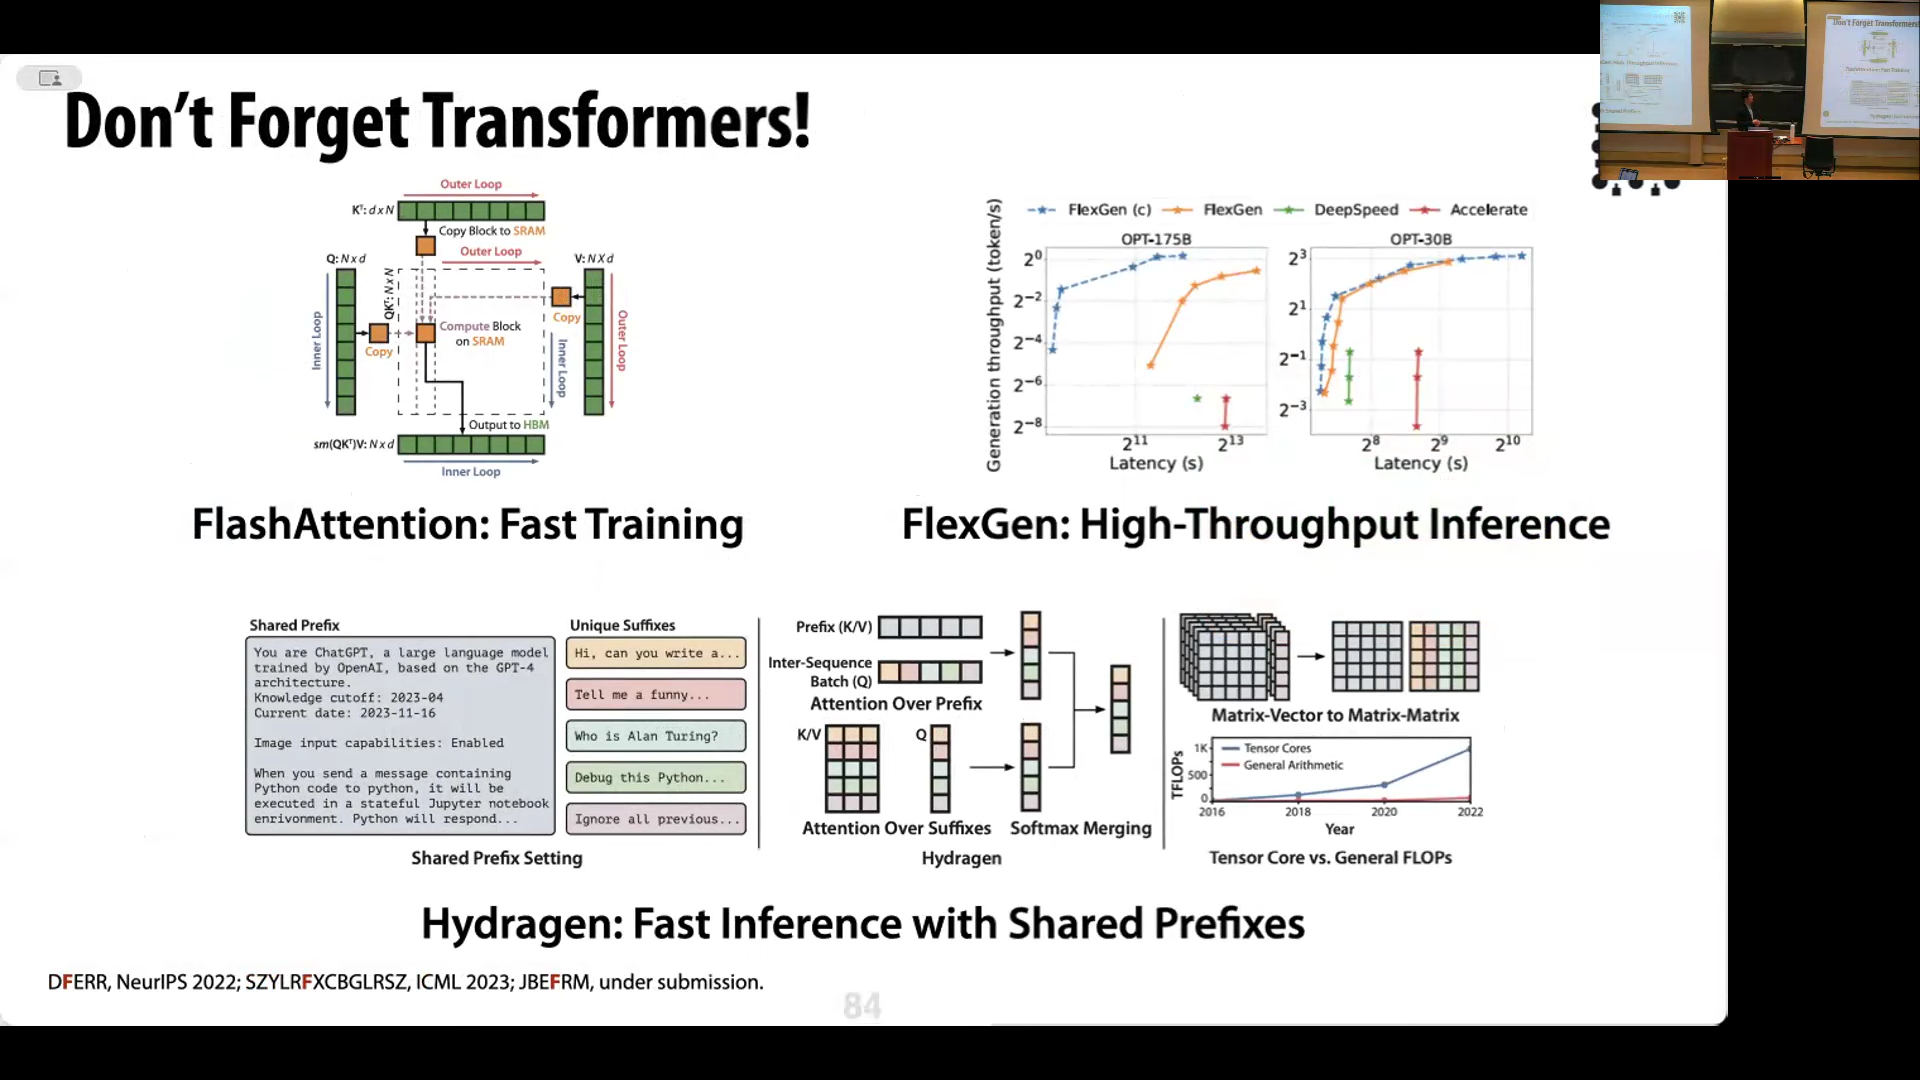 Don't Forget Transformers!
Outer Loop
Kᵀ: d x N
Copy Block to SRAM
Outer Loop
Q: N x d
V: N X d
QKᵀ: N x N
Copy
Compute Block
on SRAM
Copy
Inner Loop
Inner Loop
Outer Loop
Output to HBM
sm(QKᵀ)V: N x d
Inner Loop
FlashAttention: Fast Training
FlexGen (c) FlexGen DeepSpeed Accelerate
Generation throughput (token/s)
OPT-175B
2⁰
2⁻²
2⁻⁴
2⁻⁶
2⁻⁸
2¹¹ 2¹³
Latency (s)
OPT-30B
2³
2¹
2⁻¹
2⁻³
2⁸ 2⁹ 2¹⁰
Latency (s)
FlexGen: High-Throughput Inference
Shared Prefix
You are ChatGPT, a large language model
trained by OpenAI, based on the GPT-4
architecture.
Knowledge cutoff: 2023-04
Current date: 2023-11-16
Image input capabilities: Enabled
When you send a message containing
Python code to python, it will be
executed in a stateful Jupyter notebook
enrivonment. Python will respond...
Unique Suffixes
Hi, can you write a...
Tell me a funny...
Who is Alan Turing?
Debug this Python...
Ignore all previous...
Shared Prefix Setting
Prefix (K/V)
Inter-Sequence
Batch (Q)
Attention Over Prefix
K/V
Q
Attention Over Suffixes
Softmax Merging
Hydragen
Matrix-Vector to Matrix-Matrix
TFLOPs
1K
500
0
Tensor Cores
General Arithmetic
2016 2018 2020 2022
Year
Tensor Core vs. General FLOPs
Hydragen: Fast Inference with Shared Prefixes
DFERR, NeurIPS 2022; SZYLRFXCBGLRSZ, ICML 2023; JBEFRM, under submission.
84
Don't Forget Transformers!